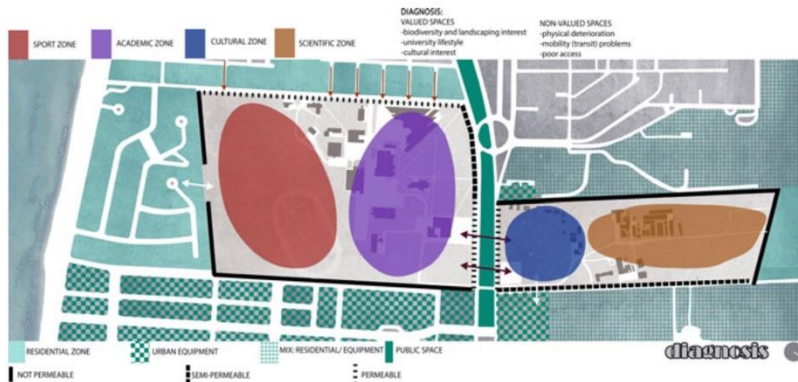 DIAGNOSIS:
VALUED SPACES
-biodiversity and landscaping interest
-university lifestyle
-cultural interest
NON-VALUED SPACES
-physical deterioration
-mobility (transit) problems
-poor access
SPORT ZONE
ACADEMIC ZONE
CULTURAL ZONE
SCIENTIFIC ZONE
RESIDENTIAL ZONE
URBAN EQUIPMENT
MIX: RESIDENTIAL/ EQUIPMENT
PUBLIC SPACE
diagnosis
NOT PERMEABLE
SEMI-PERMEABLE
PERMEABLE